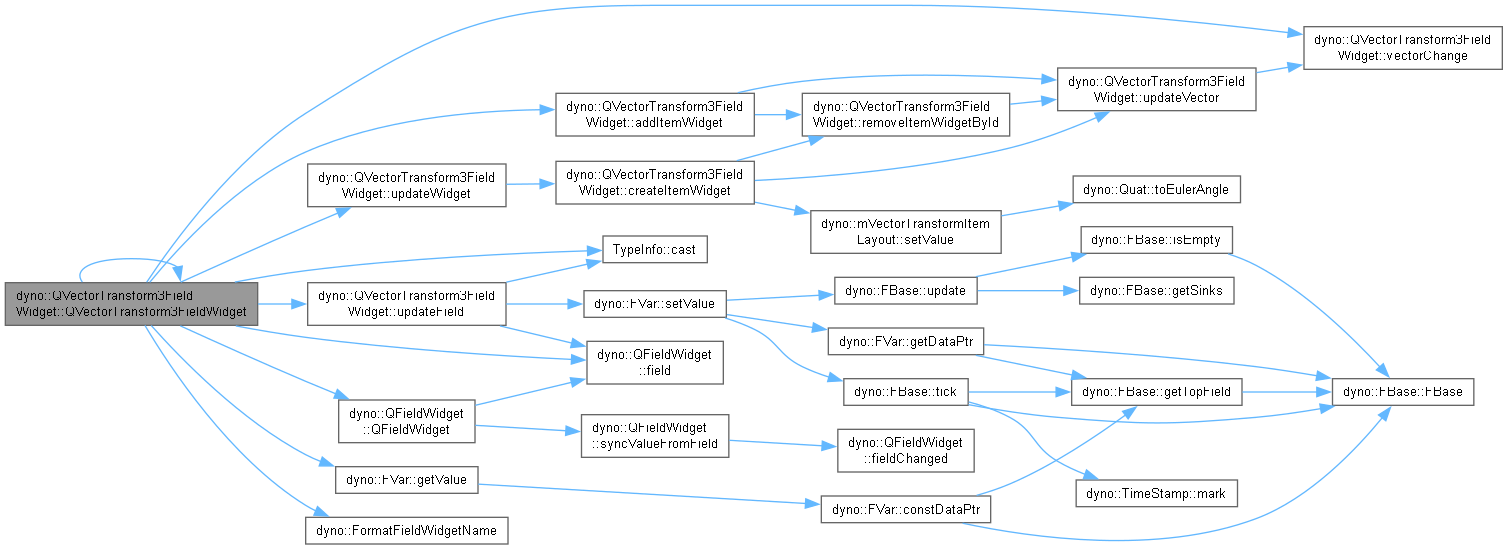 dyno::QVectorTransform3Field
Widget::QVectorTransform3FieldWidget
dyno::QVectorTransform3Field
Widget::vectorChange
dyno::QVectorTransform3Field
Widget::addItemWidget
dyno::QVectorTransform3Field
Widget::removeItemWidgetById
dyno::QVectorTransform3Field
Widget::updateVector
dyno::QVectorTransform3Field
Widget::updateWidget
dyno::QVectorTransform3Field
Widget::createItemWidget
dyno::mVectorTransformItem
Layout::setValue
dyno::Quat::toEulerAngle
TypeInfo::cast
dyno::QVectorTransform3Field
Widget::updateField
dyno::FVar::setValue
dyno::FBase::update
dyno::FBase::isEmpty
dyno::FBase::getSinks
dyno::FVar::getDataPtr
dyno::QFieldWidget
::field
dyno::FBase::tick
dyno::FBase::getTopField
dyno::FBase::FBase
dyno::QFieldWidget
::QFieldWidget
dyno::QFieldWidget
::syncValueFromField
dyno::QFieldWidget
::fieldChanged
dyno::FVar::getValue
dyno::FVar::constDataPtr
dyno::TimeStamp::mark
dyno::FormatFieldWidgetName